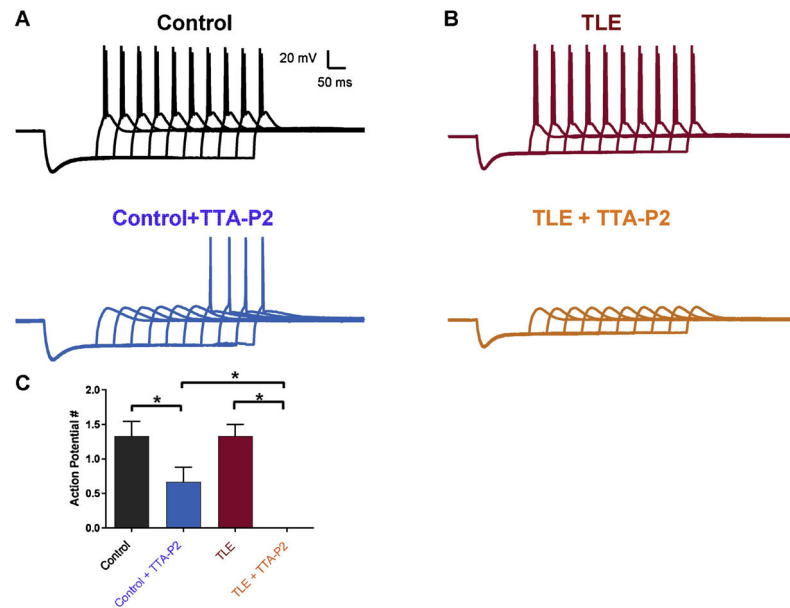 A
Control
20 mV
50 ms
B
TLE
Control+TTA-P2
TLE + TTA-P2
C
Action Potential #
2.0
1.5
1.0
0.5
0.0
*
*
*
Control
Control + TTA-P2
TLE
TLE + TTA-P2